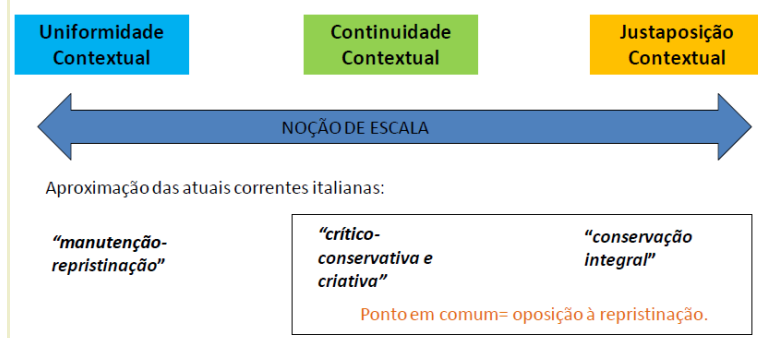 Uniformidade
Contextual
Continuidade
Contextual
Justaposição
Contextual
NOÇÃO DE ESCALA
Aproximação das atuais correntes italianas:
“manutenção-
repristinação”
“crítico-
conservativa e
criativa”
“conservação
integral”
Ponto em comum= oposição à repristinação.